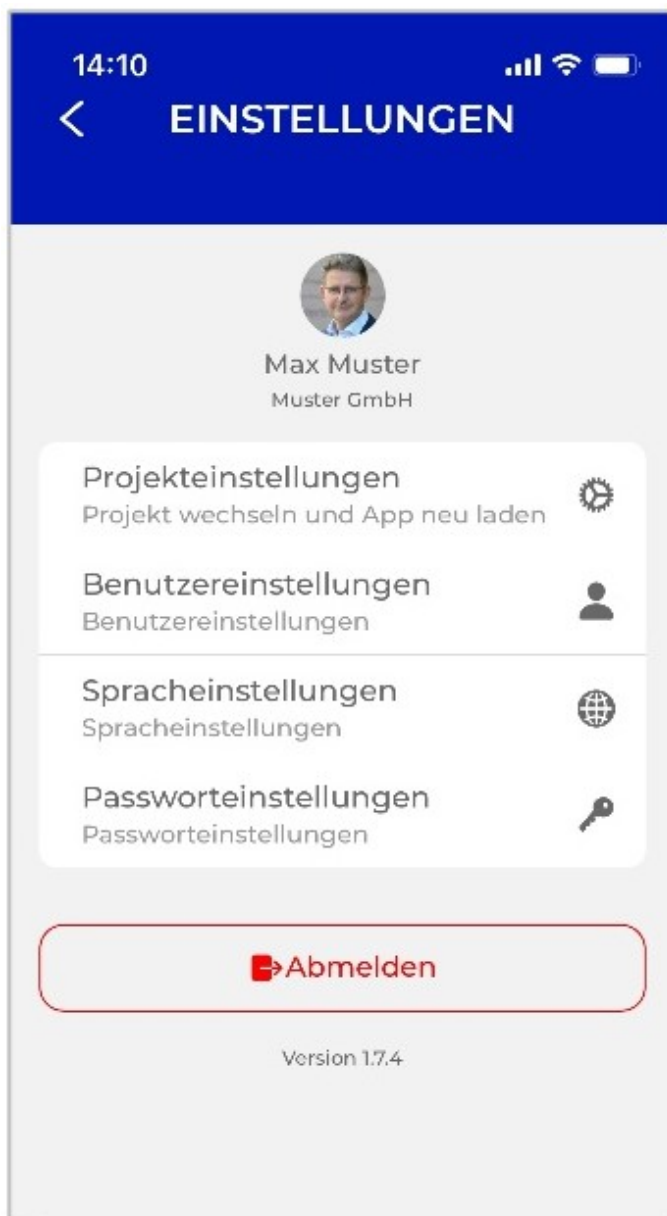 14:10
EINSTELLUNGEN
Max Muster
Muster GmbH
Projekteinstellungen
Projekt wechseln und App neu laden
Benutzereinstellungen
Benutzereinstellungen
Spracheinstellungen
Spracheinstellungen
Passworteinstellungen
Passworteinstellungen
Abmelden
Version 1.7.4